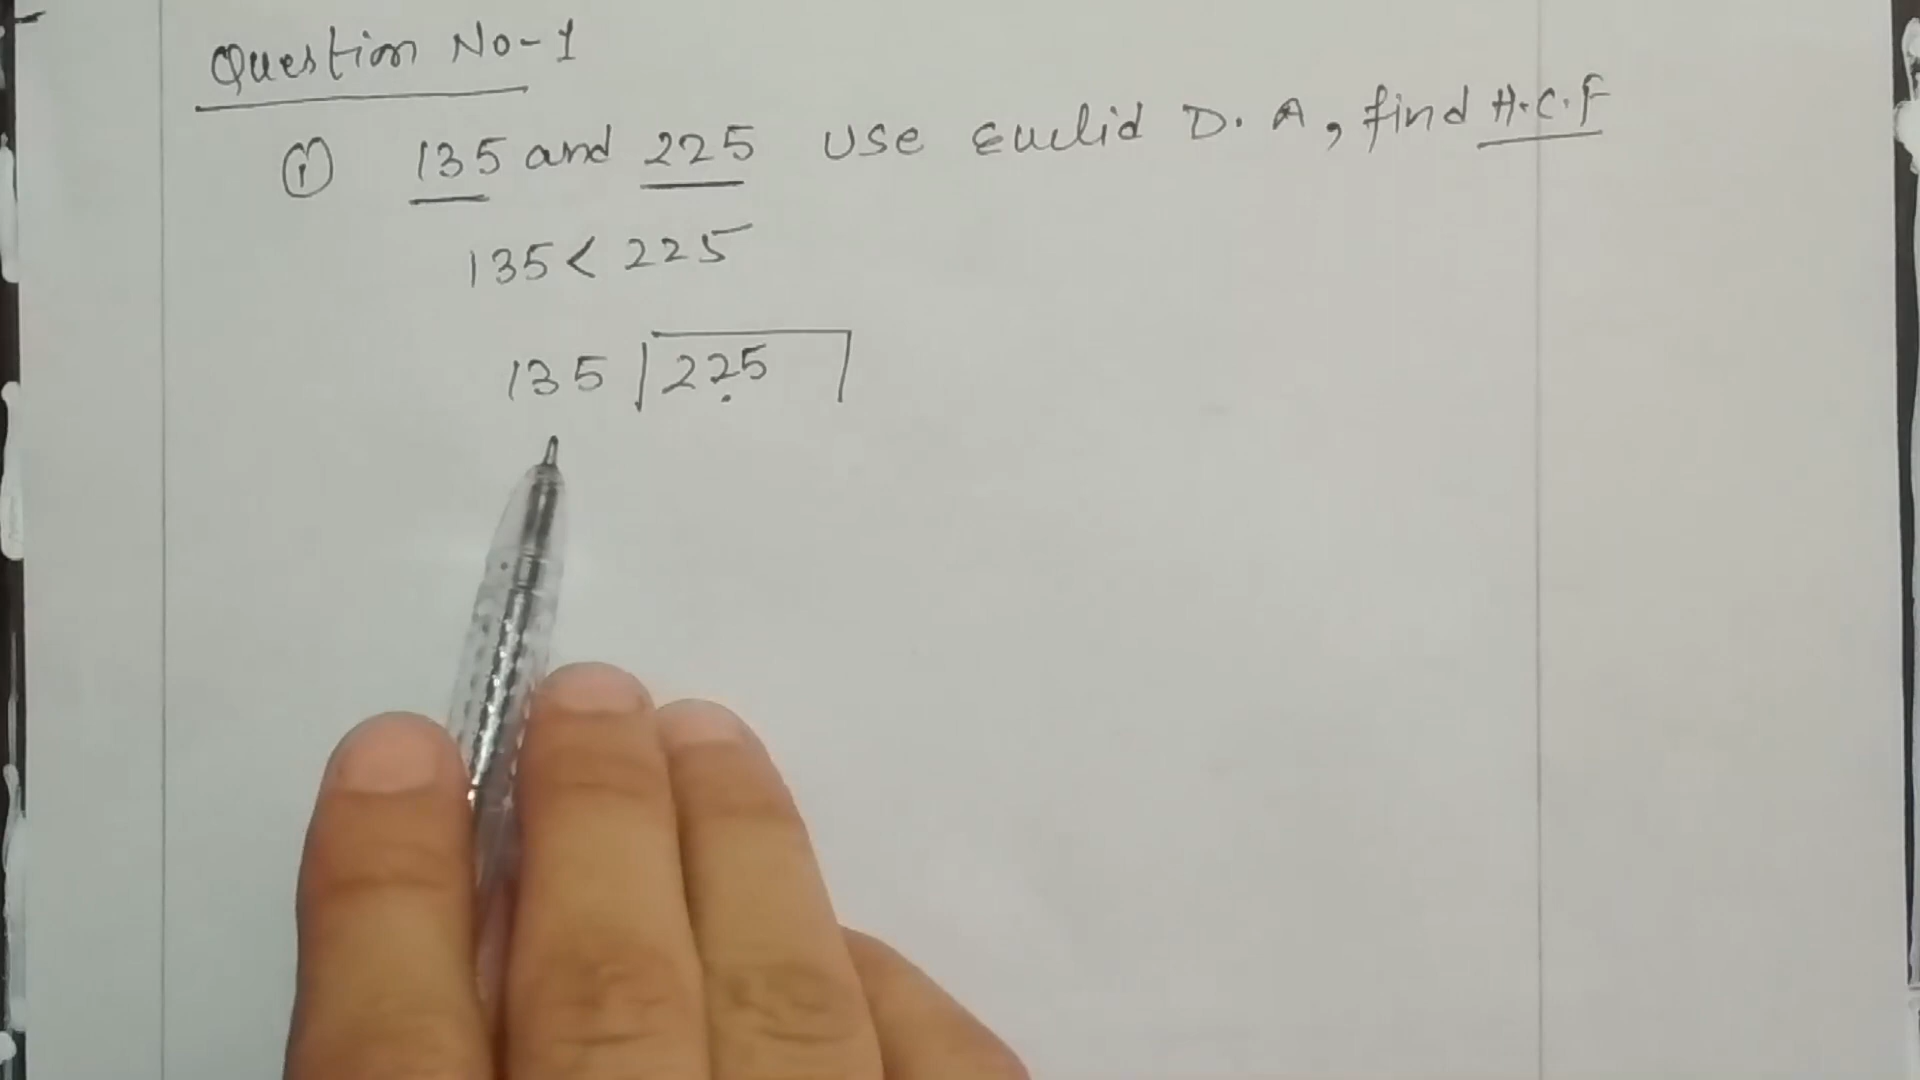 Question No-1
(i) 135 and 225 use Euclid D. A, find H.C.F
135 < 225
135 225